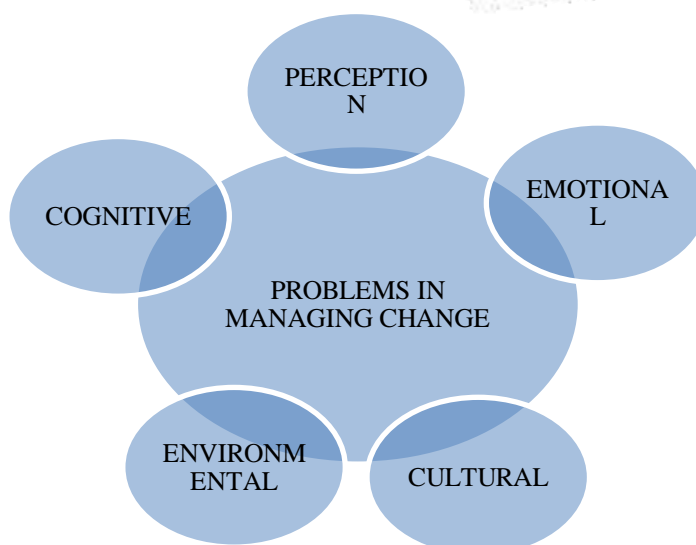 PERCEPTIO
N
EMOTIONA
L
COGNITIVE
PROBLEMS IN
MANAGING CHANGE
ENVIRONM
ENTAL
CULTURAL